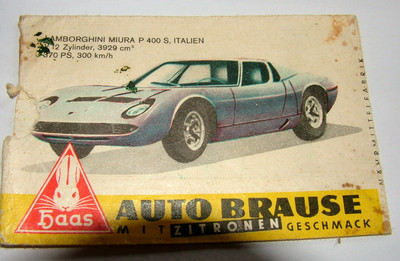 LAMBORGHINI MIURA P 400 S, ITALIEN
12 Zylinder, 3929 cm³
370 PS, 300 km/h
NÄHRMITTELFABRIK
Haas
AUTO BRAUSE
MIT ZITRONEN GESCHMACK